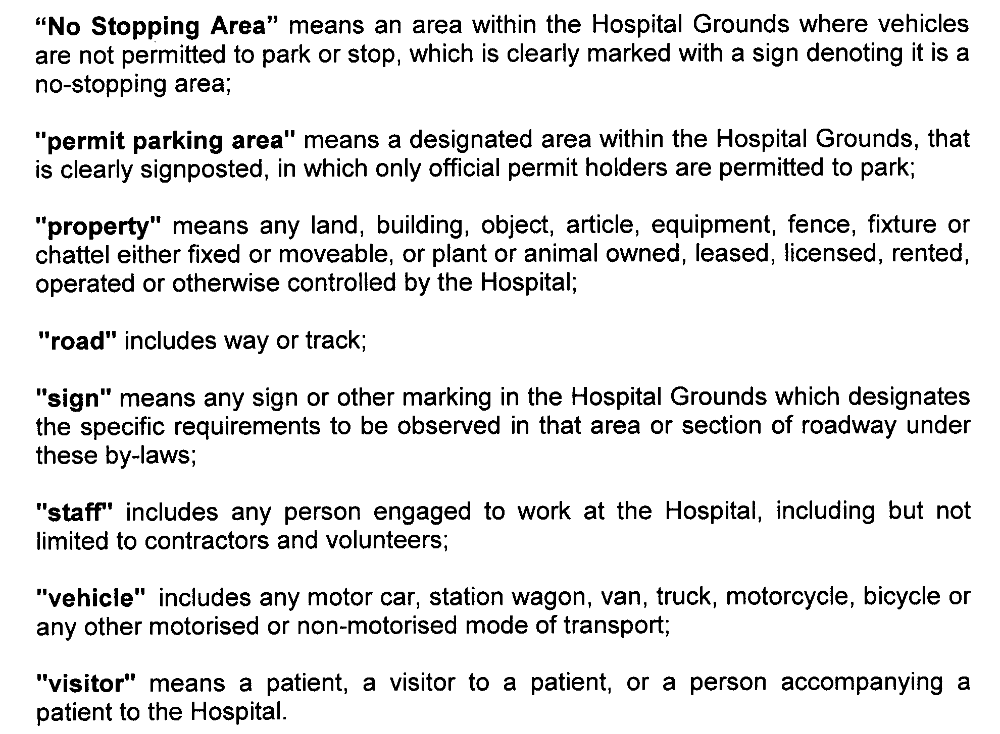 “No Stopping Area” means an area within the Hospital Grounds where vehicles
are not permitted to park or stop, which is clearly marked with a sign denoting it is a
no-stopping area;
"permit parking area" means a designated area within the Hospital Grounds, that
is clearly signposted, in which only official permit holders are permitted to park;
"property" means any land, building, object, article, equipment, fence, fixture or
chattel either fixed or moveable, or plant or animal owned, leased, licensed, rented,
operated or otherwise controlled by the Hospital;
"road" includes way or track;
"sign" means any sign or other marking in the Hospital Grounds which designates
the specific requirements to be observed in that area or section of roadway under
these by-laws;
"staff" includes any person engaged to work at the Hospital, including but not
limited to contractors and volunteers;
"vehicle" includes any motor car, station wagon, van, truck, motorcycle, bicycle or
any other motorised or non-motorised mode of transport;
"visitor" means a patient, a visitor to a patient, or a person accompanying a
patient to the Hospital.